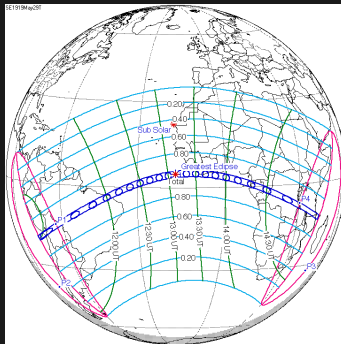 SE1919May29T
0.20
0.40
Sub Solar
0.60
0.80
Greatest Eclipse
Total
0.80
0.60
0.40
0.20
P1
P2
P3
P4
12:00 UT
12:30 UT
13:00 UT
13:30 UT
14:00 UT
14:30 UT